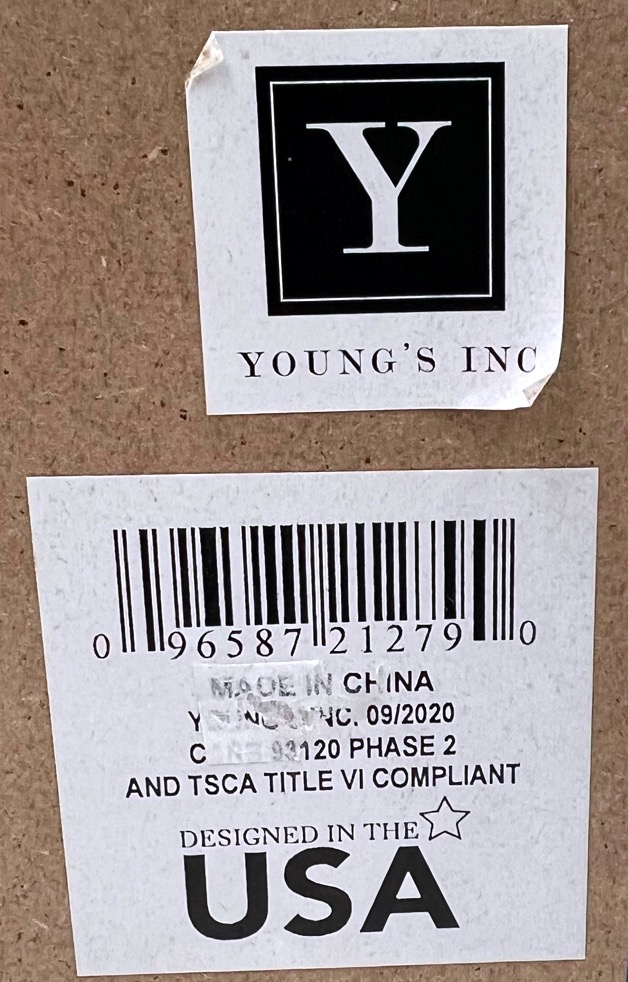 Y
YOUNG'S INC
0 96587 21279 0
MADE IN CHINA
INC. 09/2020
93120 PHASE 2
AND TSCA TITLE VI COMPLIANT
DESIGNED IN THE
USA